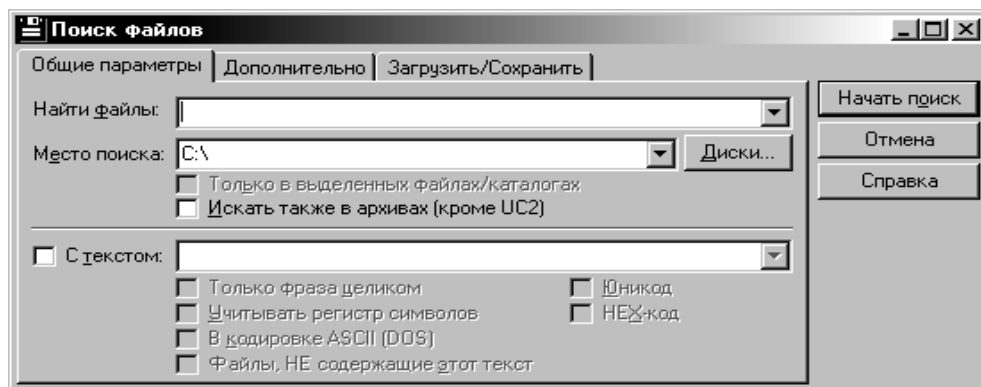 Поиск файлов
Общие параметры Дополнительно Загрузить/Сохранить
Найти файлы: Начать поиск
Место поиска: C:\ Диски... Отмена
Только в выделенных файлах/каталогах Справка
Искать также в архивах (кроме UC2)
С текстом:
Только фраза целиком Юникод
Учитывать регистр символов HEX-код
В кодировке ASCII (DOS)
Файлы, НЕ содержащие этот текст